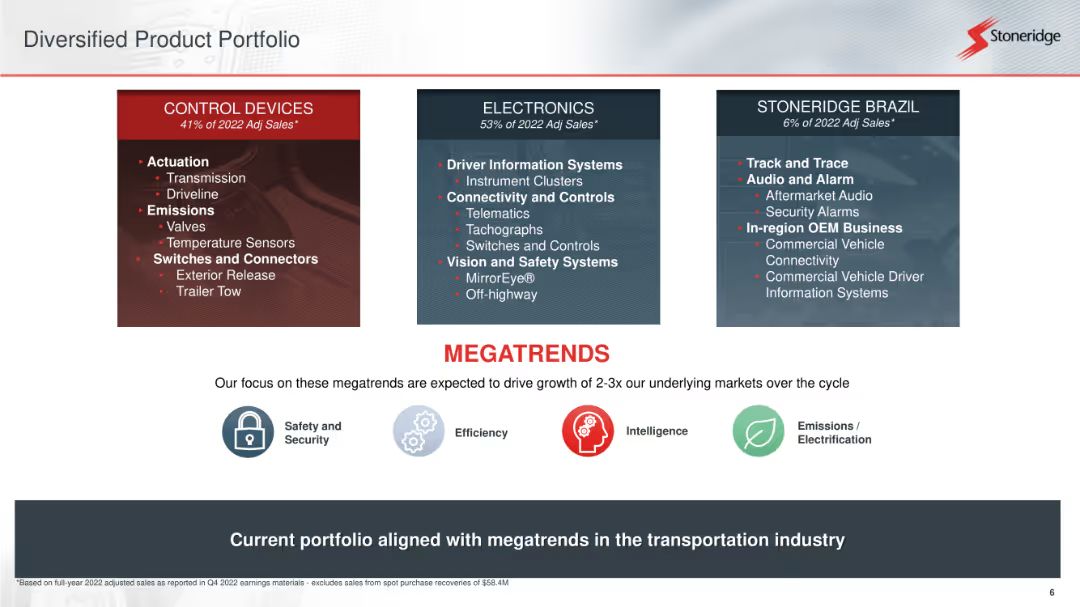 Diversified Product Portfolio
Stoneridge
CONTROL DEVICES
41% of 2022 Adj Sales*
Actuation
Transmission
Driveline
Emissions
Valves
Temperature Sensors
Switches and Connectors
Exterior Release
Trailer Tow
ELECTRONICS
53% of 2022 Adj Sales*
Driver Information Systems
Instrument Clusters
Connectivity and Controls
Telematics
Tachographs
Switches and Controls
Vision and Safety Systems
MirrorEye®
Off-highway
STONERIDGE BRAZIL
6% of 2022 Adj Sales*
Track and Trace
Audio and Alarm
Aftermarket Audio
Security Alarms
In-region OEM Business
Commercial Vehicle
Connectivity
Commercial Vehicle Driver
Information Systems
MEGATRENDS
Our focus on these megatrends are expected to drive growth of 2-3x our underlying markets over the cycle
Safety and
Security
Efficiency
Intelligence
Emissions /
Electrification
Current portfolio aligned with megatrends in the transportation industry
*Based on full-year 2022 adjusted sales as reported in Q4 2022 earnings materials - excludes sales from spot purchase recoveries of $58.4M
6